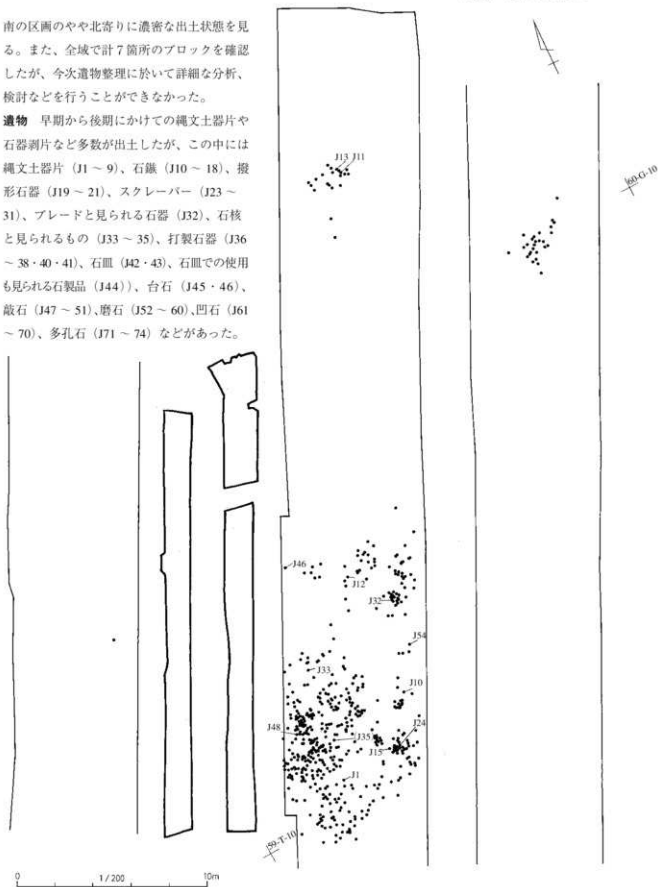 南の区画のやや北寄りに濃密な出土状態を見
る。また、全域で計7箇所のブロックを確認
したが、今次遺物整理に於いて詳細な分析、
検討などを行うことができなかった。
遺物　早期から後期にかけての縄文土器片や
石器剥片など多数が出土したが、この中には
縄文土器片（J1～9）、石鏃（J10～18）、撥
形石器（J19～21）、スクレーパー（J23～
31）、ブレードと見られる石器（J32）、石核
と見られるもの（J33～35）、打製石器（J36
～38・40・41）、石皿（J42・43）、石皿での使用
も見られる石製品（J44））、台石（J45・46）、
敲石（J47～51）、磨石（J52～60）、凹石（J61
～70）、多孔石（J71～74）などがあった。
J13 J11
60-G-10
J46
J12
J32
J54
J33
J10
J48
J35
J24
J15
J1
59-T-10
0 1/200 10m